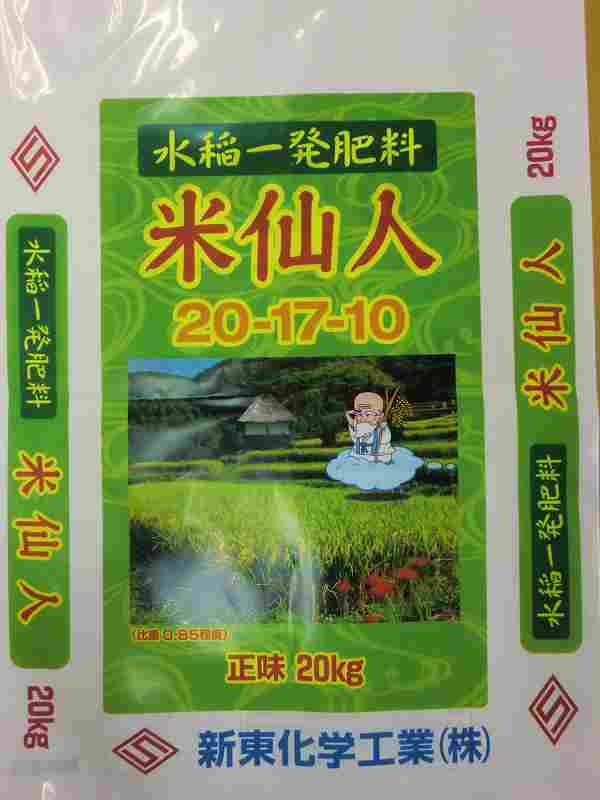 水稲一発肥料
米仙人
20-17-10
(比重 0.85程度)
正味 20kg
新東化学工業(株)
水稲一発肥料
米仙人
20kg
20kg
米仙人
水稲一発肥料